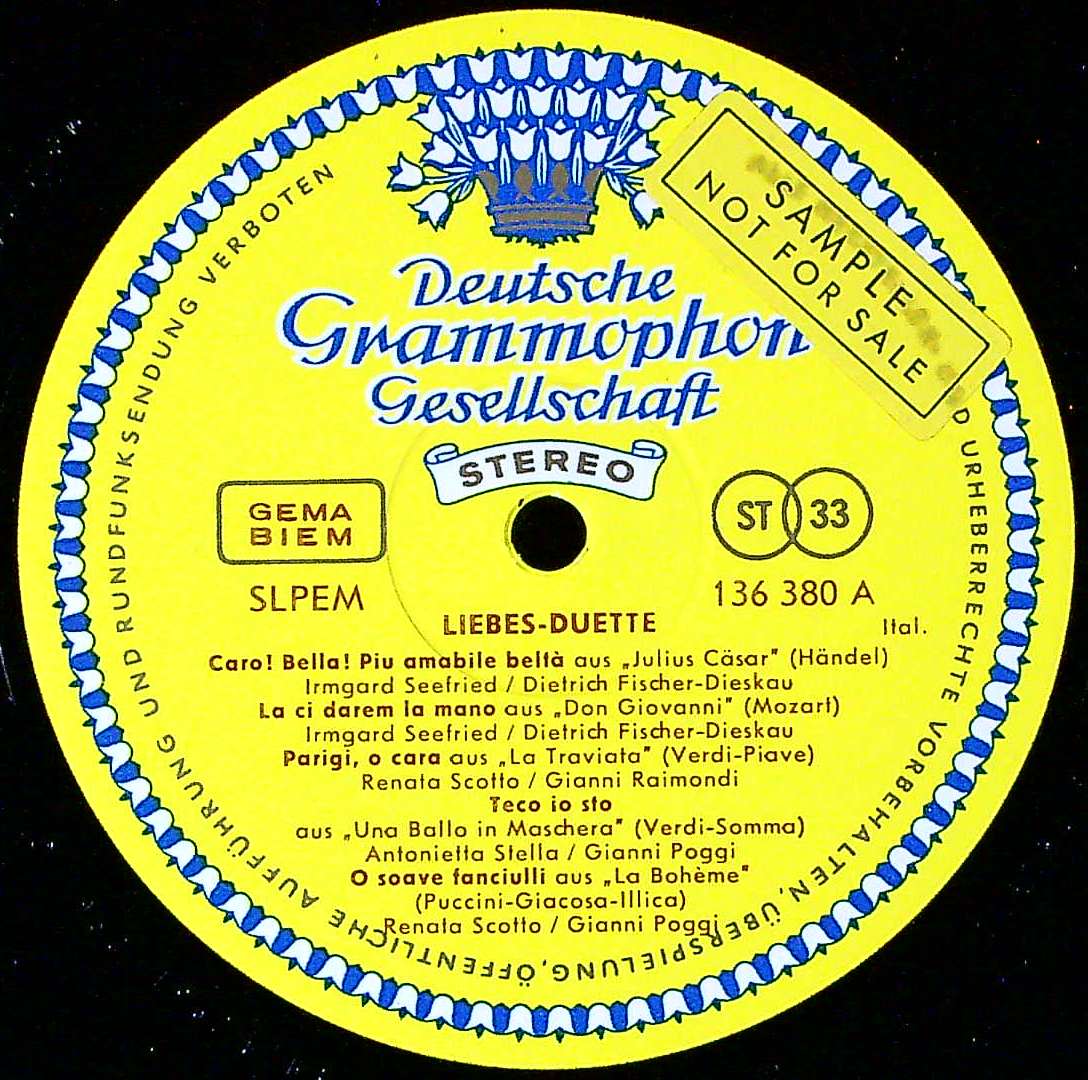 Deutsche
Grammophon
Gesellschaft
SAMPLE
NOT FOR SALE
STEREO
GEMA
BIEM
ST 33
SLPEM
136 380 A
LIEBES-DUETTE
Ital.
Caro! Bella! Piu amabile beltà aus „Julius Cäsar" (Händel)
Irmgard Seefried / Dietrich Fischer-Dieskau
La ci darem la mano aus „Don Giovanni" (Mozart)
Irmgard Seefried / Dietrich Fischer-Dieskau
Parigi, o cara aus „La Traviata" (Verdi-Piave)
Renata Scotto / Gianni Raimondi
Teco io sto
aus „Una Ballo in Maschera" (Verdi-Somma)
Antonietta Stella / Gianni Poggi
O soave fanciulli aus „La Bohème"
(Puccini-Giacosa-Illica)
Renata Scotto / Gianni Poggi
D URHEBERRECHTE VORBEHALTEN, ÜBERSPIELUNG, ÖFFENTLICHE AUFFÜHRUNG UND RUNDFUNKSENDUNG VERBOTEN